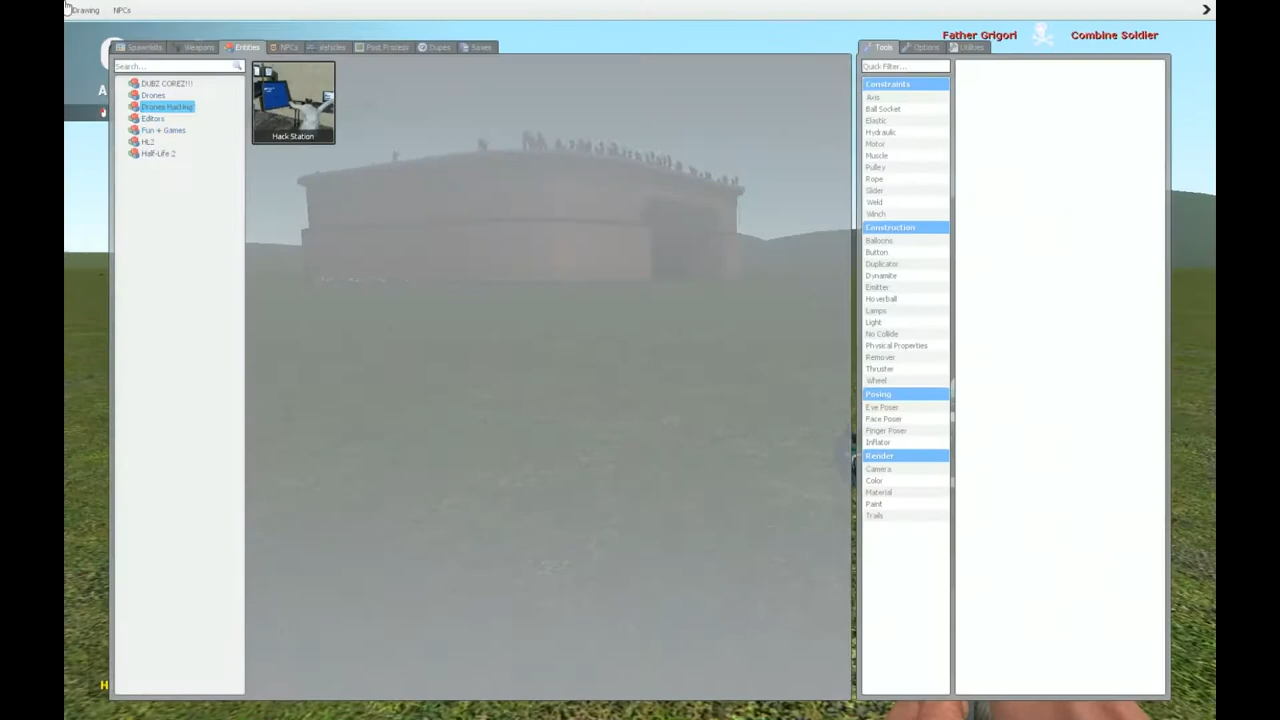 Drawing NPCs
Father Grigori Combine Soldier
Spawnlists Weapons Entities NPCs Vehicles Post Process Dupes Saves
Tools Options Utilities
Search...
Quick Filter...
DUBZ COREZ!!!
Drones
Drones Hacking
Editors
Fun + Games
HL2
Half-Life 2
Hack Station
Constraints
Axis
Ball Socket
Elastic
Hydraulic
Motor
Muscle
Pulley
Rope
Slider
Weld
Winch
Construction
Balloons
Button
Duplicator
Dynamite
Emitter
Hoverball
Lamps
Light
No Collide
Physical Properties
Remover
Thruster
Wheel
Posing
Eye Poser
Face Poser
Finger Poser
Inflator
Render
Camera
Color
Material
Paint
Trails
A
H